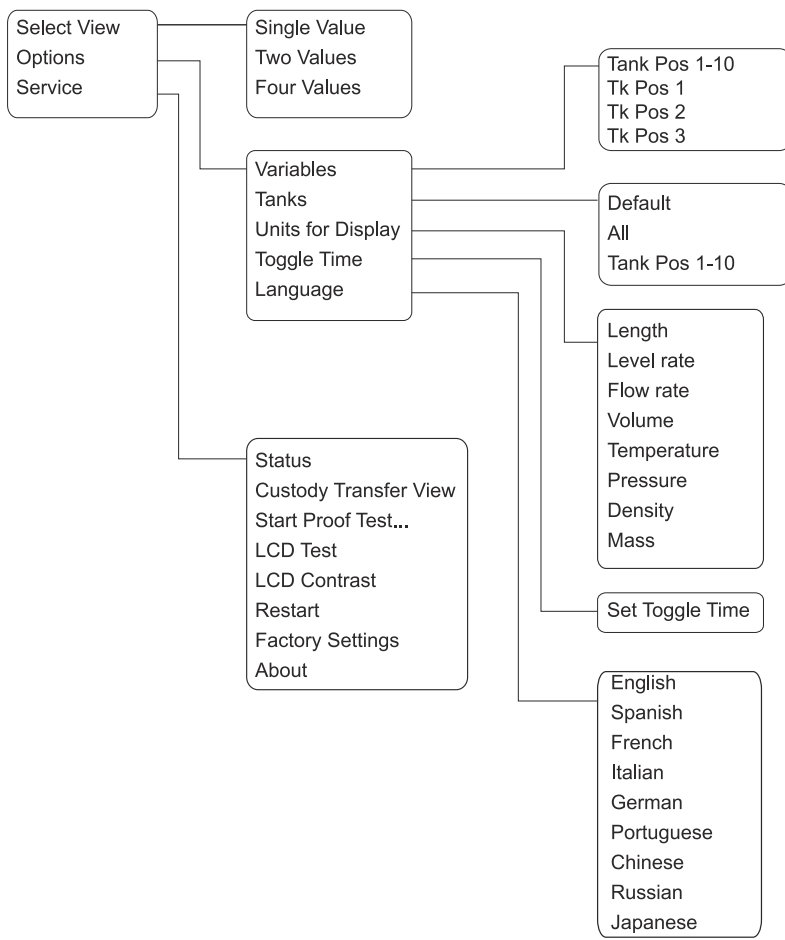 Select View
Options
Service
Single Value
Two Values
Four Values
Variables
Tanks
Units for Display
Toggle Time
Language
Status
Custody Transfer View
Start Proof Test...
LCD Test
LCD Contrast
Restart
Factory Settings
About
Tank Pos 1-10
Tk Pos 1
Tk Pos 2
Tk Pos 3
Default
All
Tank Pos 1-10
Length
Level rate
Flow rate
Volume
Temperature
Pressure
Density
Mass
Set Toggle Time
English
Spanish
French
Italian
German
Portuguese
Chinese
Russian
Japanese